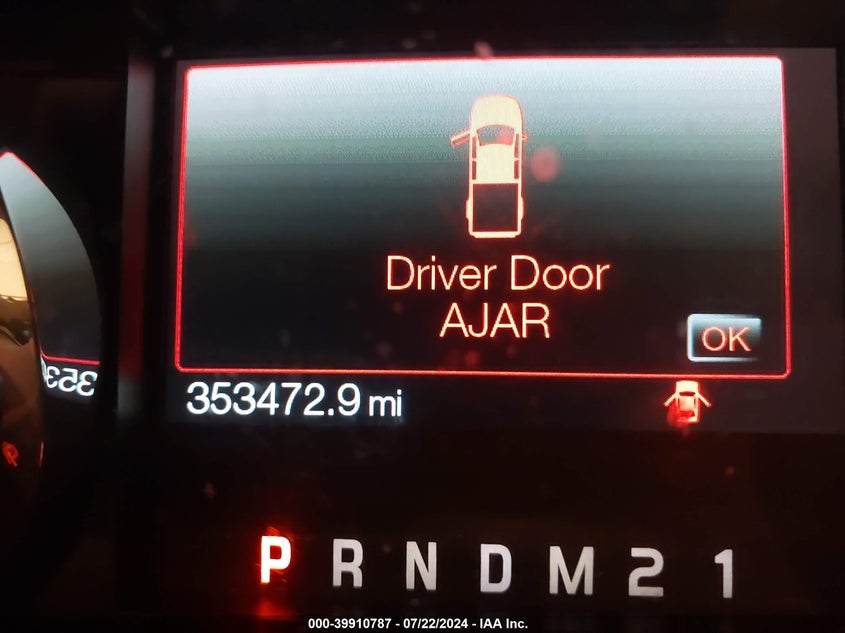 Driver Door
AJAR
OK
353472.9 mi
P R N D M 2 1
000-39910787 - 07/22/2024 - IAA Inc.